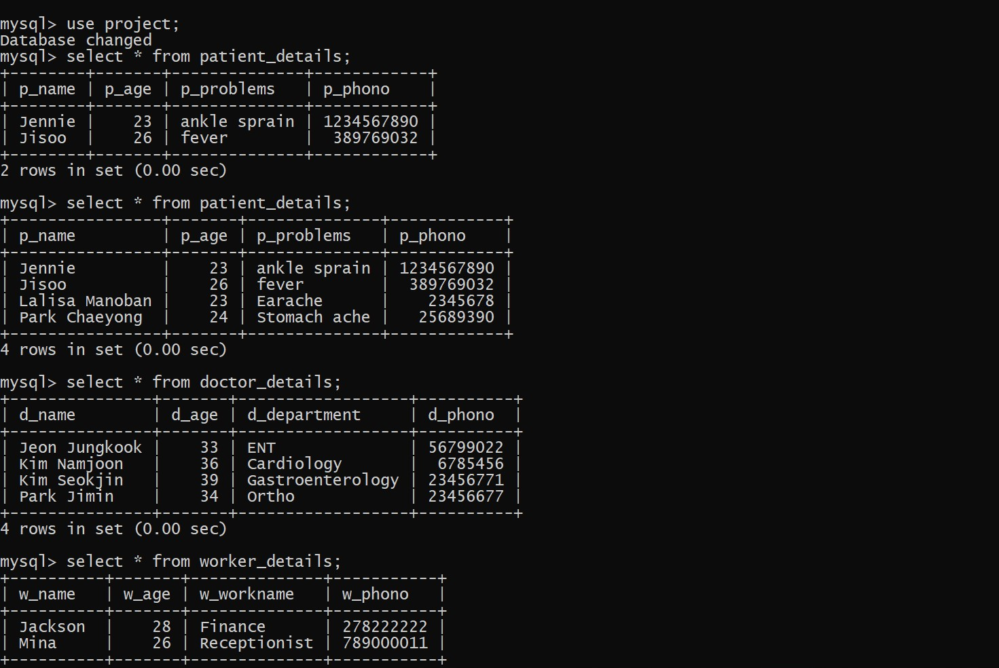 mysql> use project;
Database changed
mysql> select * from patient_details;
+--------+-------+--------------+------------+
| p_name | p_age | p_problems   | p_phono    |
+--------+-------+--------------+------------+
| Jennie |    23 | ankle sprain | 1234567890 |
| Jisoo  |    26 | fever        |  389769032 |
+--------+-------+--------------+------------+
2 rows in set (0.00 sec)

mysql> select * from patient_details;
+----------------+-------+--------------+------------+
| p_name         | p_age | p_problems   | p_phono    |
+----------------+-------+--------------+------------+
| Jennie         |    23 | ankle sprain | 1234567890 |
| Jisoo          |    26 | fever        |  389769032 |
| Lalisa Manoban |    23 | Earache      |    2345678 |
| Park Chaeyong  |    24 | Stomach ache |   25689390 |
+----------------+-------+--------------+------------+
4 rows in set (0.00 sec)

mysql> select * from doctor_details;
+---------------+-------+------------------+----------+
| d_name        | d_age | d_department     | d_phono  |
+---------------+-------+------------------+----------+
| Jeon Jungkook |    33 | ENT              | 56799022 |
| Kim Namjoon   |    36 | Cardiology       |  6785456 |
| Kim Seokjin   |    39 | Gastroenterology | 23456771 |
| Park Jimin    |    34 | Ortho            | 23456677 |
+---------------+-------+------------------+----------+
4 rows in set (0.00 sec)

mysql> select * from worker_details;
+----------+-------+--------------+-----------+
| w_name   | w_age | w_workname   | w_phono   |
+----------+-------+--------------+-----------+
| Jackson  |    28 | Finance      | 278222222 |
| Mina     |    26 | Receptionist | 789000011 |
+----------+-------+--------------+-----------+